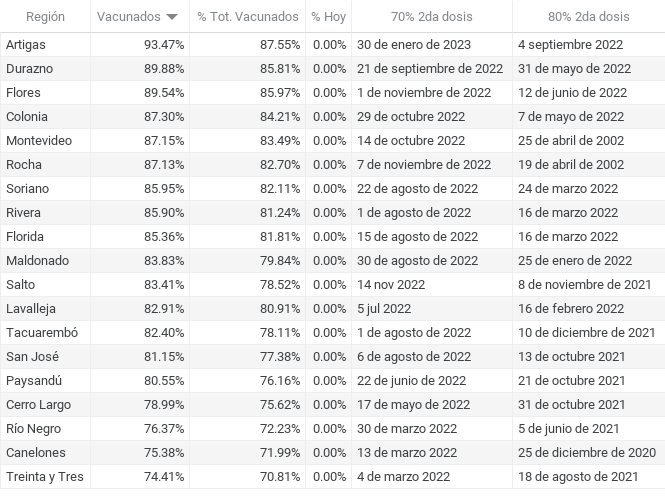 Región Vacunados % Tot. Vacunados % Hoy 70% 2da dosis 80% 2da dosis
Artigas 93.47% 87.55% 0.00% 30 de enero de 2023 4 septiembre 2022
Durazno 89.88% 85.81% 0.00% 21 de septiembre de 2022 31 de mayo de 2022
Flores 89.54% 85.97% 0.00% 1 de noviembre de 2022 12 de junio de 2022
Colonia 87.30% 84.21% 0.00% 29 de octubre 2022 7 de mayo de 2022
Montevideo 87.15% 83.49% 0.00% 14 de octubre 2022 25 de abril de 2002
Rocha 87.13% 82.70% 0.00% 7 de noviembre de 2022 19 de abril de 2002
Soriano 85.95% 82.11% 0.00% 22 de agosto de 2022 24 de marzo 2022
Rivera 85.90% 81.24% 0.00% 1 de agosto de 2022 16 de marzo 2022
Florida 85.36% 81.81% 0.00% 15 de agosto de 2022 16 de marzo 2022
Maldonado 83.83% 79.84% 0.00% 30 de agosto de 2022 25 de enero de 2022
Salto 83.41% 78.52% 0.00% 14 nov 2022 8 de noviembre de 2021
Lavalleja 82.91% 80.91% 0.00% 5 jul 2022 16 de febrero 2022
Tacuarembó 82.40% 78.11% 0.00% 1 de agosto de 2022 10 de diciembre de 2021
San José 81.15% 77.38% 0.00% 6 de agosto de 2022 13 de octubre 2021
Paysandú 80.55% 76.16% 0.00% 22 de junio de 2022 21 de octubre 2021
Cerro Largo 78.99% 75.62% 0.00% 17 de mayo de 2022 31 de octubre 2021
Río Negro 76.37% 72.23% 0.00% 30 de marzo 2022 5 de junio de 2021
Canelones 75.38% 71.99% 0.00% 13 de marzo 2022 25 de diciembre de 2020
Treinta y Tres 74.41% 70.81% 0.00% 4 de marzo 2022 18 de agosto de 2021